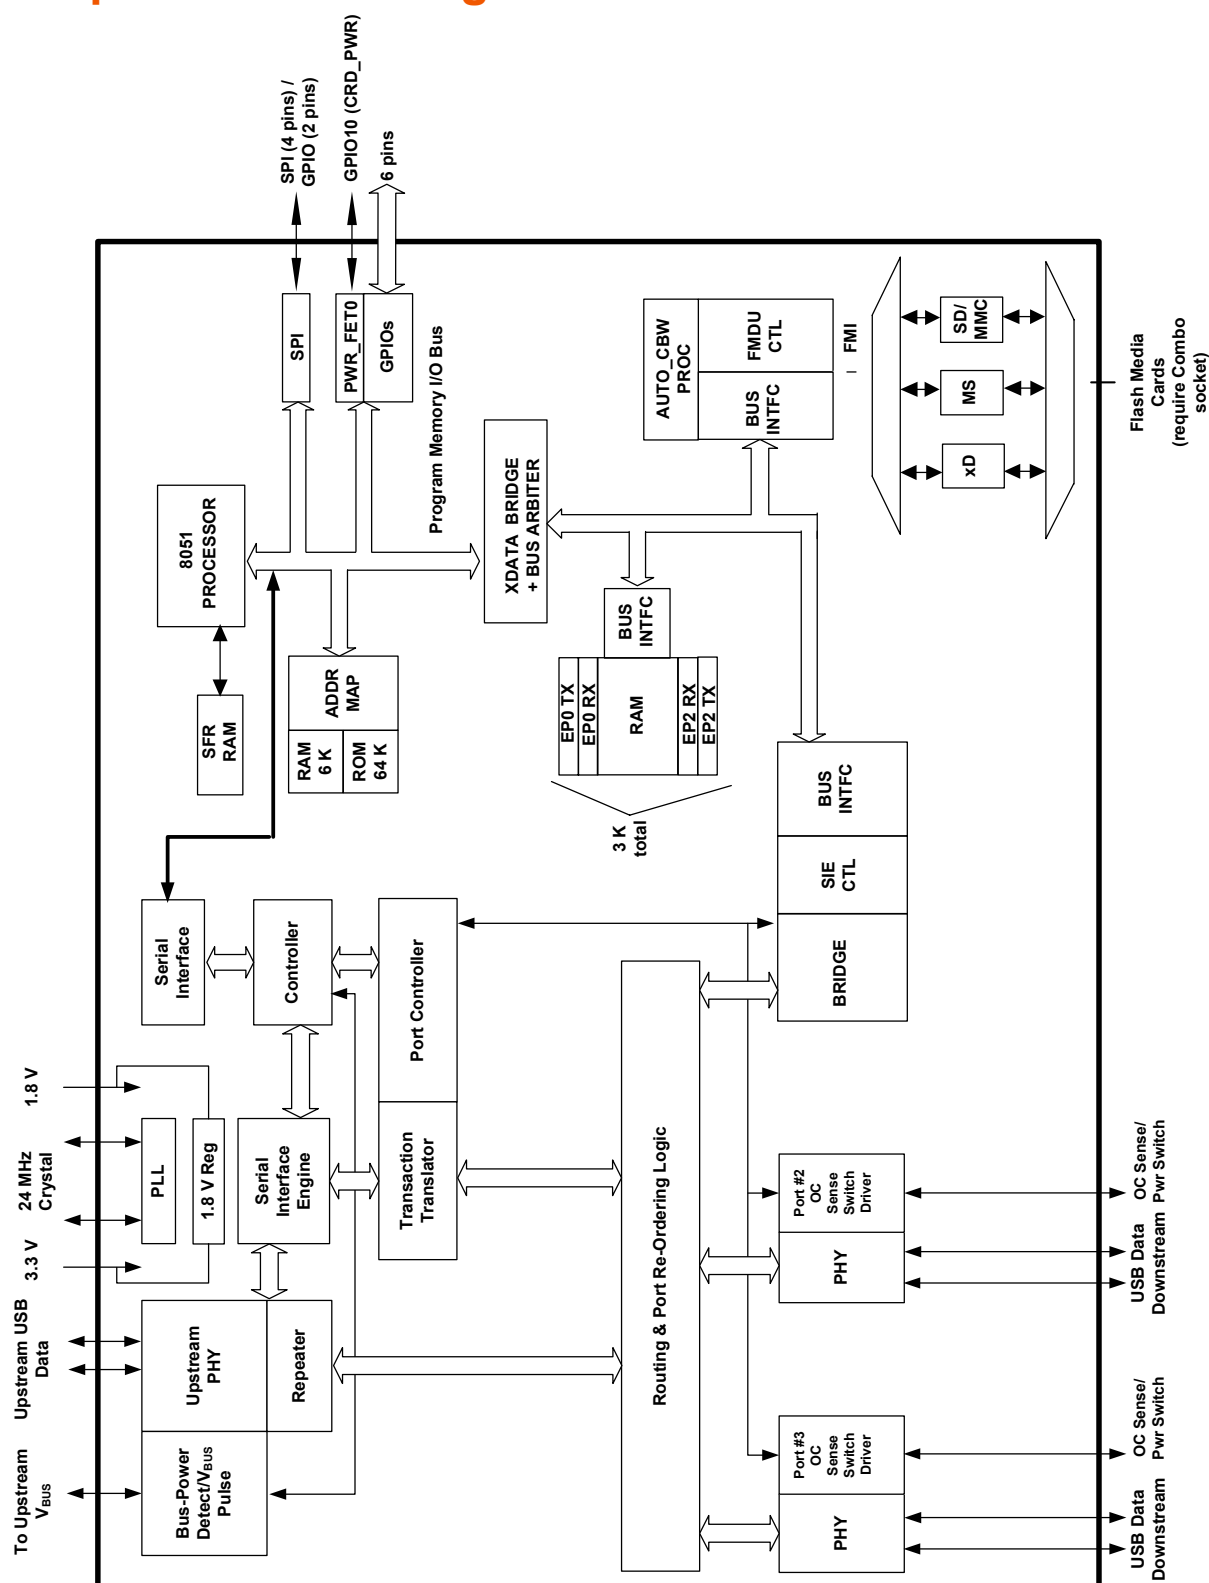 To Upstream
VBUS
Upstream USB
Data
3.3 V
24 MHz
Crystal
1.8 V
Bus-Power
Detect/VBUS
Pulse
Upstream
PHY
Repeater
PLL
1.8 V Reg
Serial
Interface
Engine
Serial
Interface
Controller
Transaction
Translator
Port Controller
SFR
RAM
8051
PROCESSOR
SPI
SPI (4 pins) /
GPIO (2 pins)
PWR_FET0
GPIO10 (CRD_PWR)
GPIOs
6 pins
RAM
6 K
ROM
64 K
ADDR
MAP
Program Memory I/O Bus
XDATA BRIDGE
+ BUS ARBITER
3 K
total
EP0 TX
EP0 RX
RAM
EP2 RX
EP2 TX
BUS
INTFC
AUTO_CBW
PROC
BUS
INTFC
FMDU
CTL
FMI
Routing & Port Re-Ordering Logic
BRIDGE
SIE
CTL
BUS
INTFC
xD
MS
SD/
MMC
Flash Media
Cards
(require Combo
socket)
PHY
Port #3
OC
Sense
Switch
Driver
PHY
Port #2
OC
Sense
Switch
Driver
USB Data
Downstream
OC Sense/
Pwr Switch
USB Data
Downstream
OC Sense/
Pwr Switch